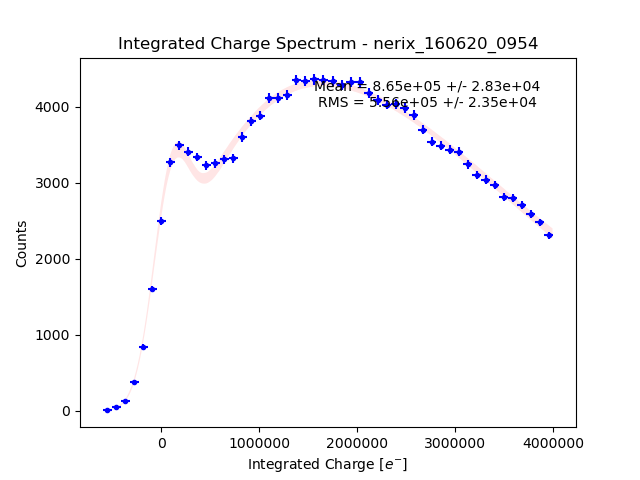 Integrated Charge Spectrum - nerix_160620_0954
Mean = 8.65e+05 +/- 2.83e+04
RMS = 5.56e+05 +/- 2.35e+04
Counts
4000
3000
2000
1000
0
0 1000000 2000000 3000000 4000000
Integrated Charge [e⁻]